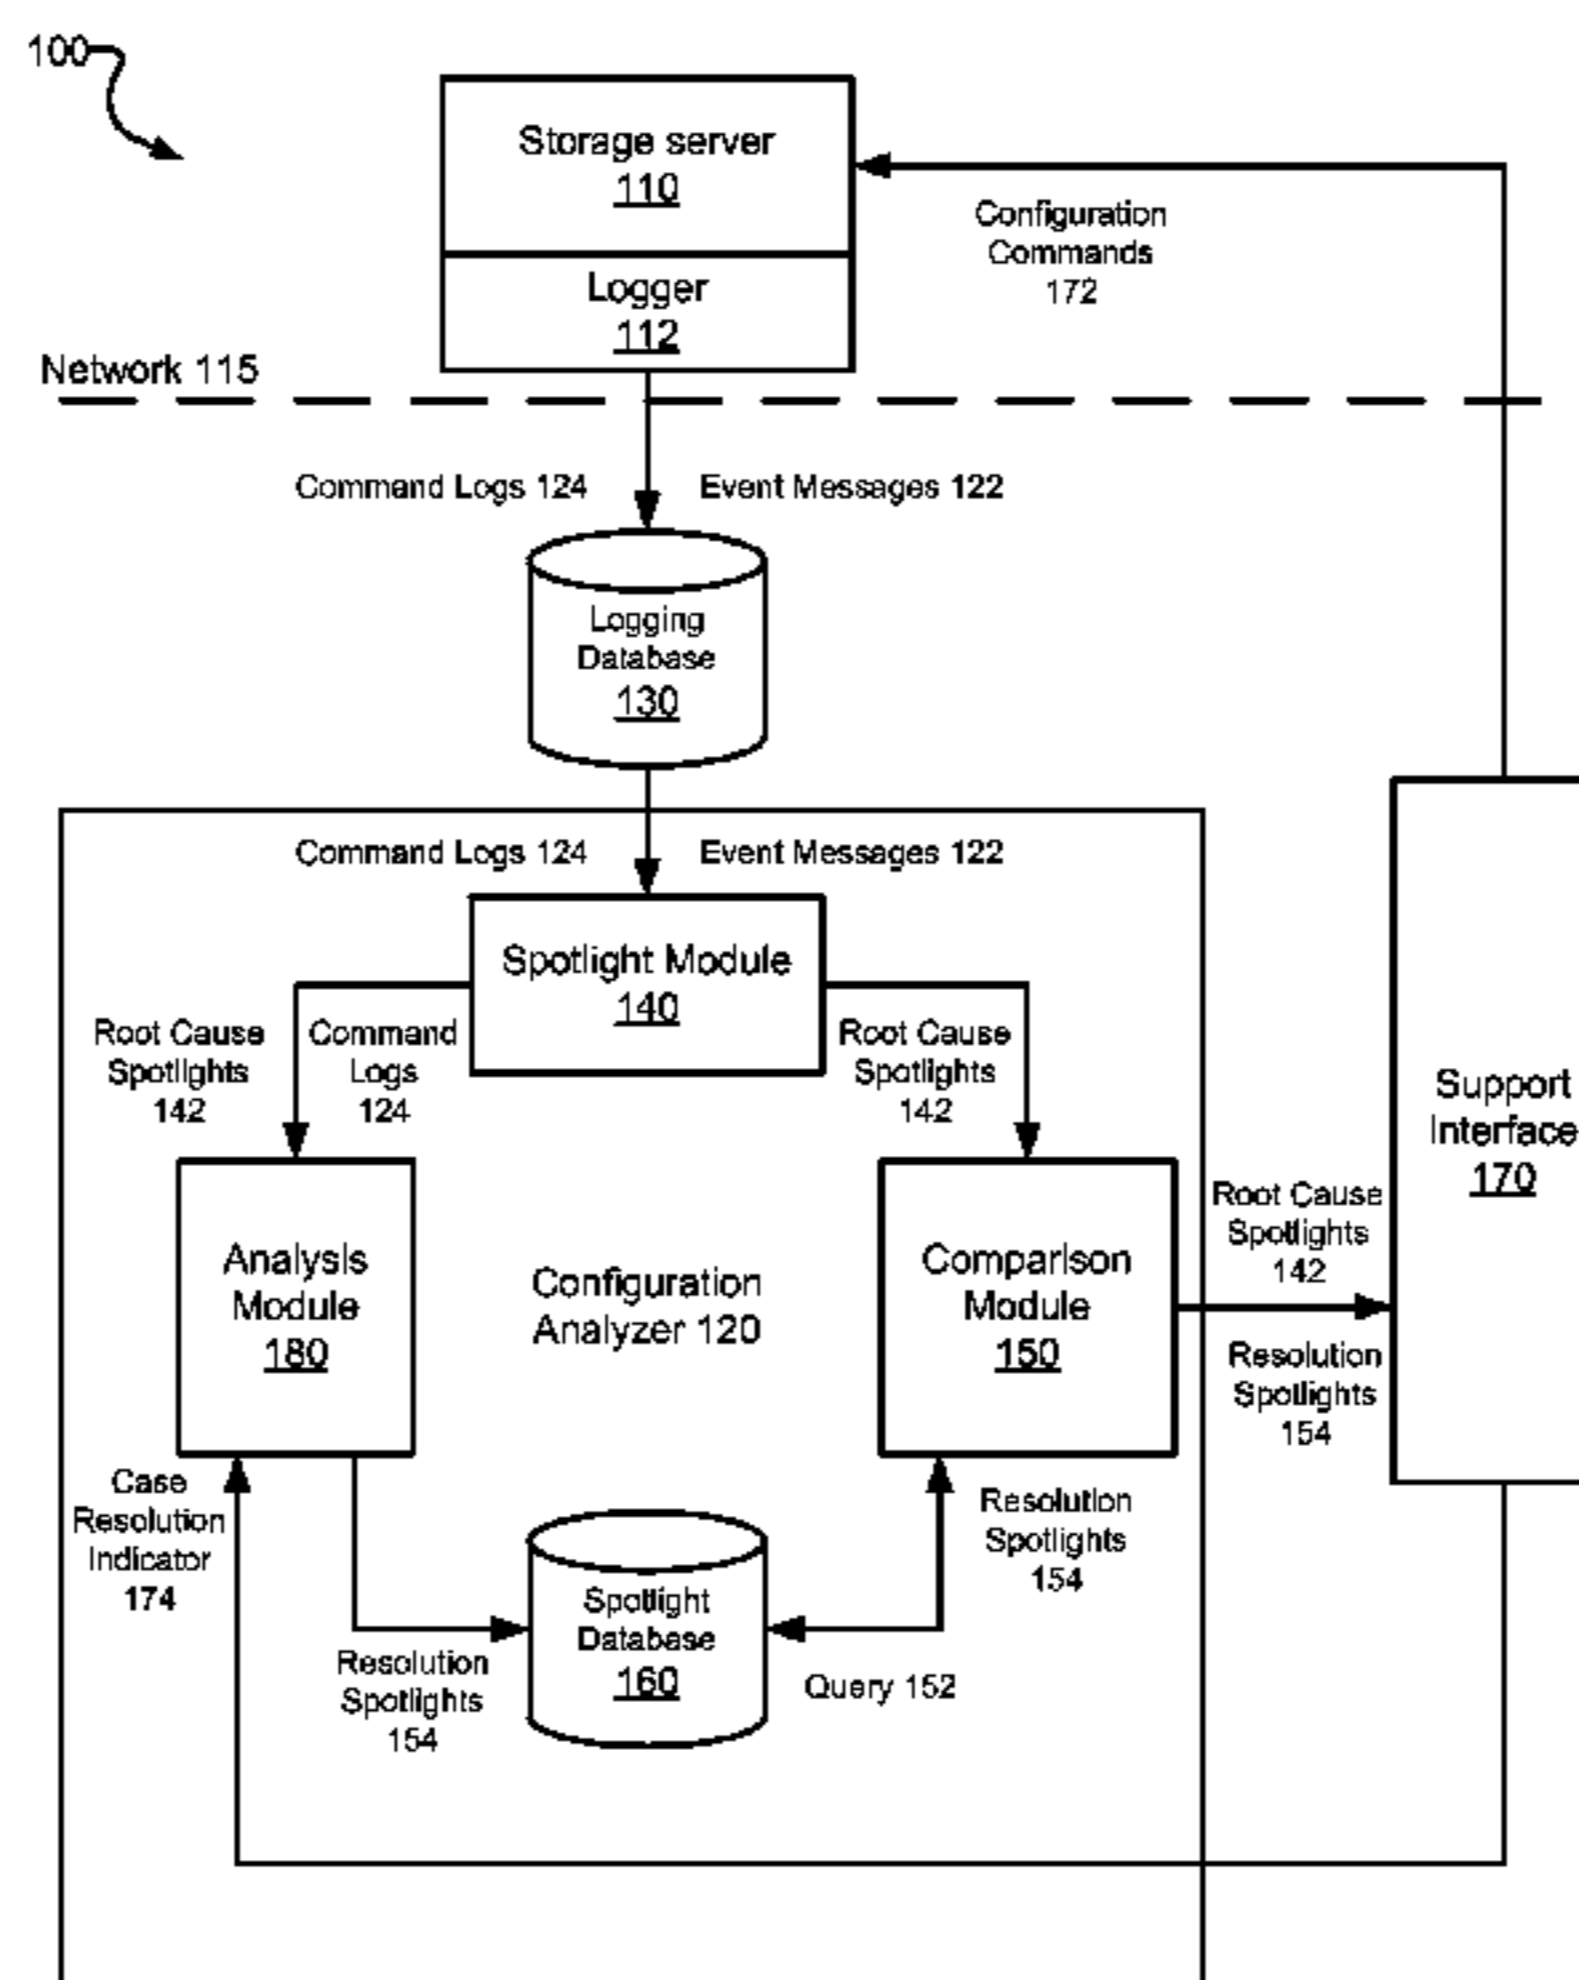 100
Storage server
110
Configuration
Commands
172
Logger
112
Network 115
Command Logs 124
Event Messages 122
Logging
Database
130
Command Logs 124
Event Messages 122
Spotlight Module
140
Root Cause
Spotlights
142
Command
Logs
124
Root Cause
Spotlights
142
Support
Interface
170
Analysis
Module
180
Configuration
Analyzer 120
Comparison
Module
150
Root Cause
Spotlights
142
Resolution
Spotlights
154
Case
Resolution
Indicator
174
Resolution
Spotlights
154
Spotlight
Database
160
Query 152
Resolution
Spotlights
154